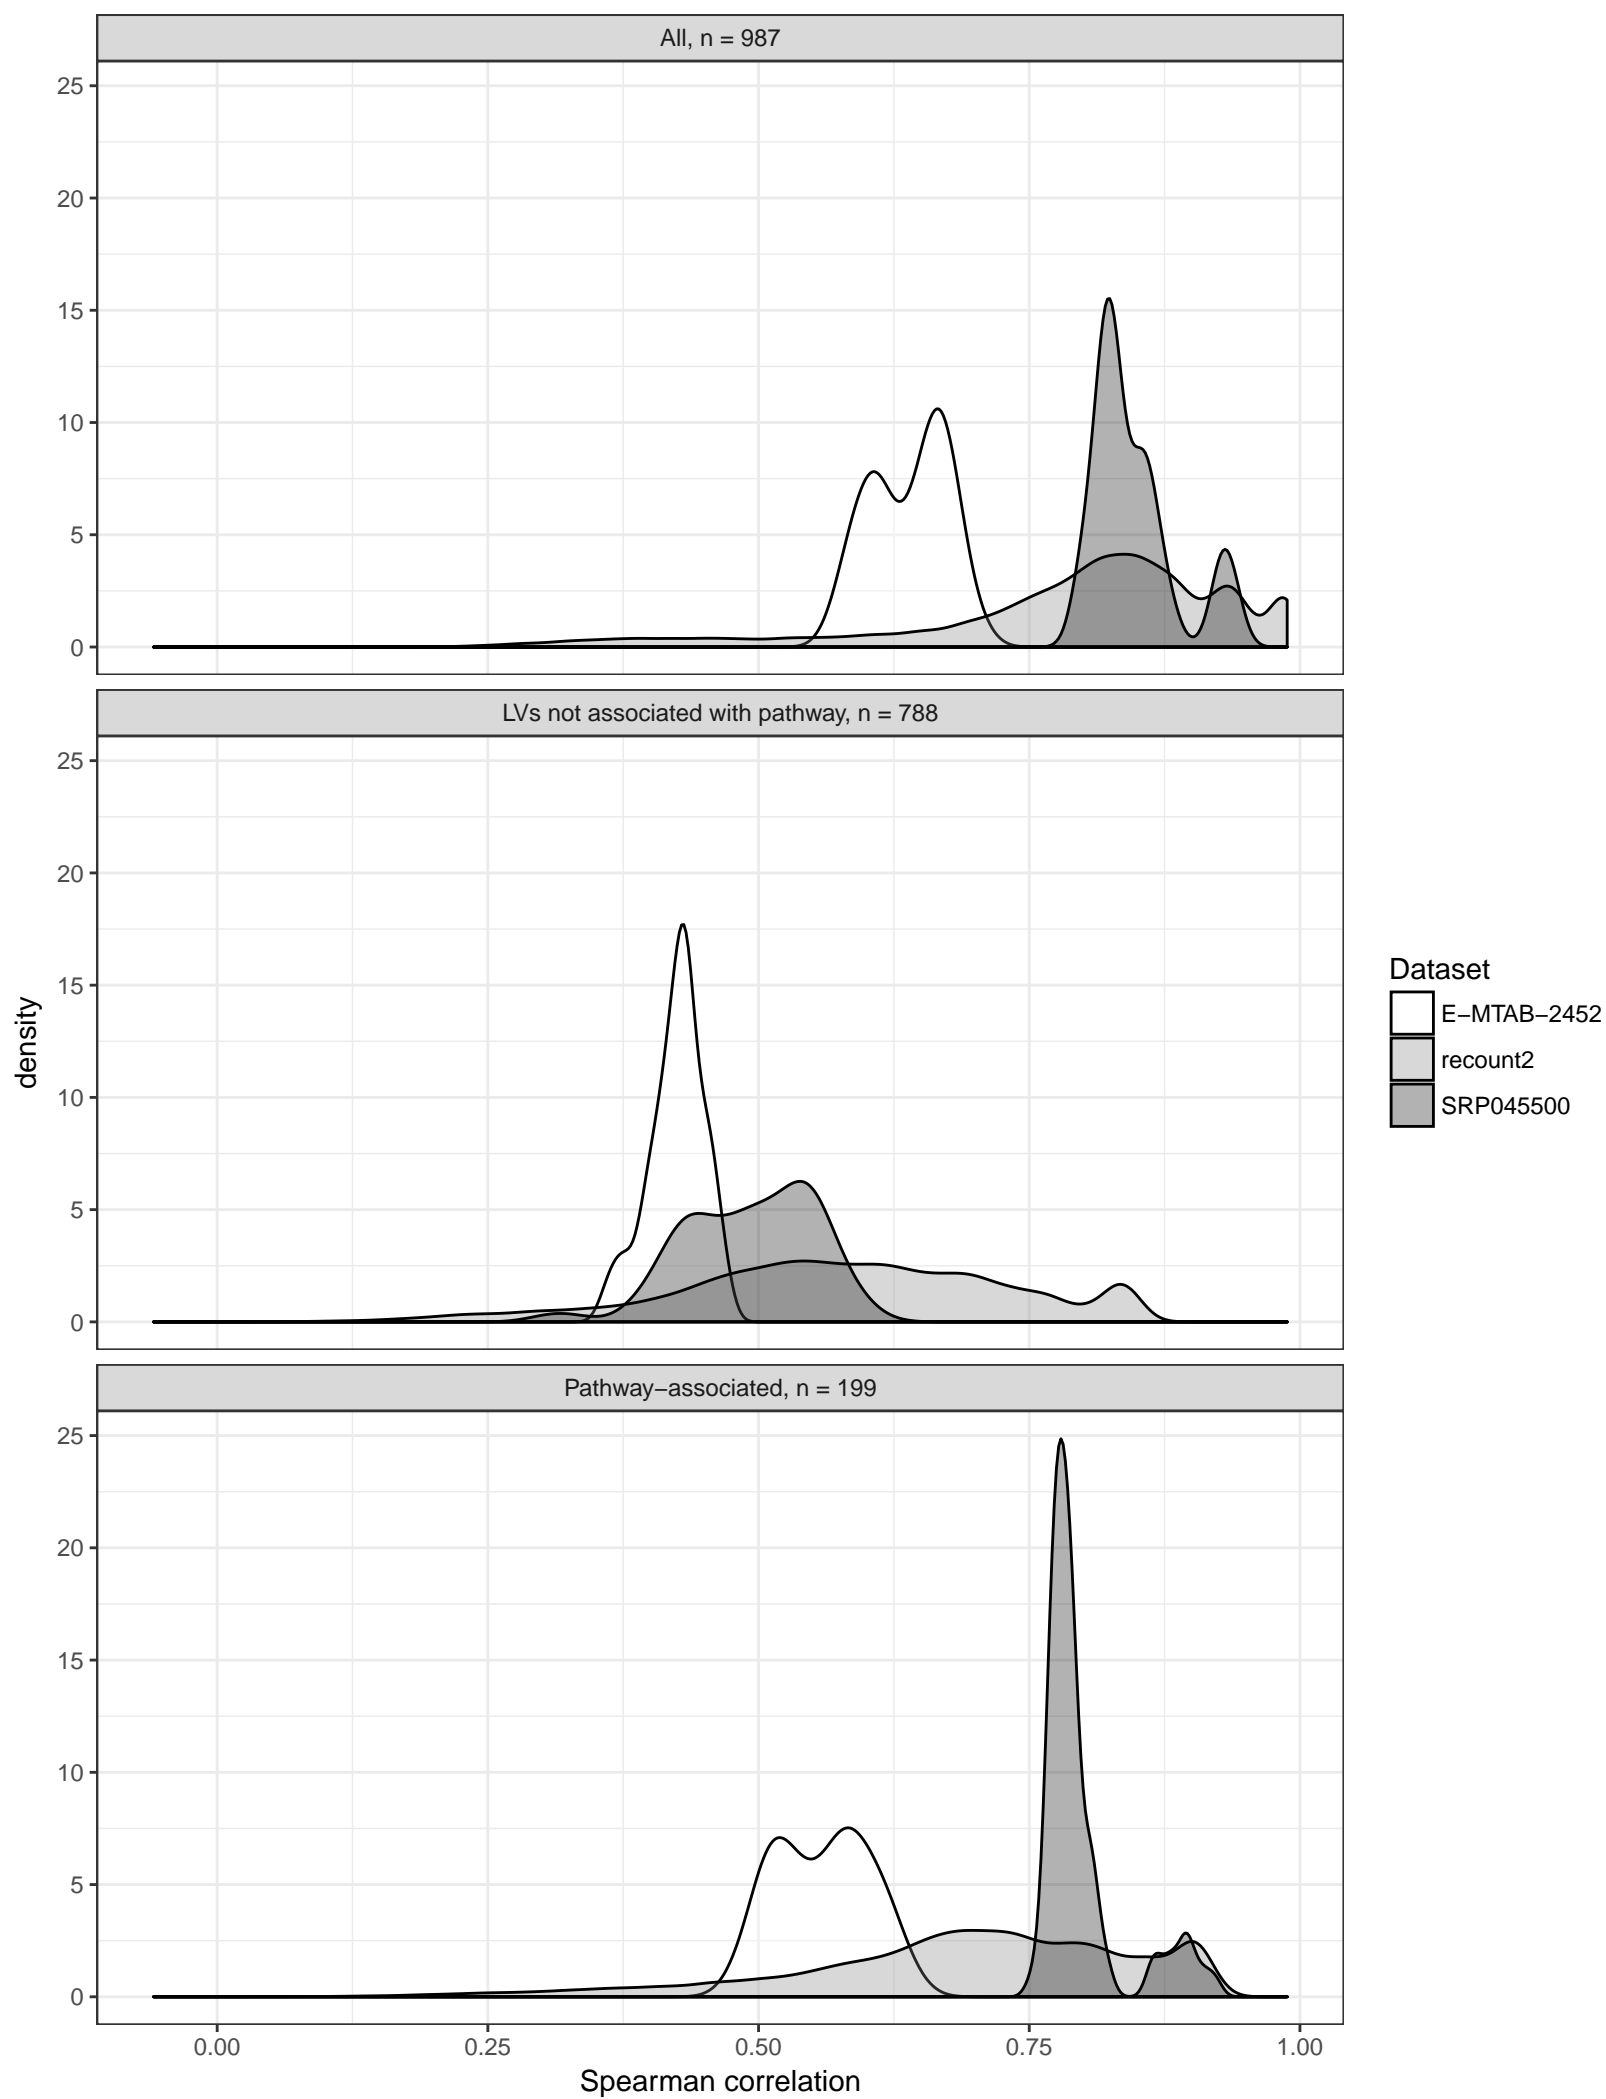 All, n = 987
25
20
15
10
5
0
LVs not associated with pathway, n = 788
25
20
15
10
5
0
Pathway−associated, n = 199
25
20
15
10
5
0
0.00 0.25 0.50 0.75 1.00
Spearman correlation
density
Dataset
E−MTAB−2452
recount2
SRP045500